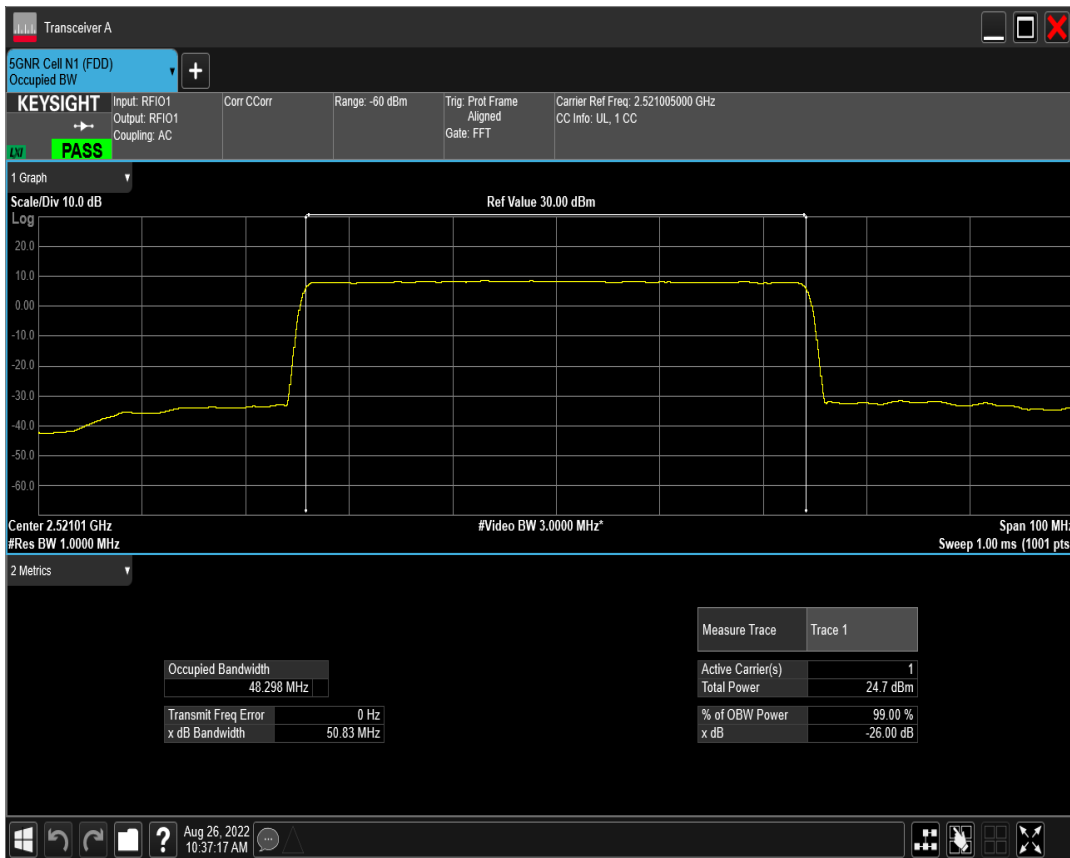 Transceiver A
5GNR Cell N1 (FDD)
Occupied BW
+
KEYSIGHT
LXI
PASS
Input: RFIO1
Output: RFIO1
Coupling: AC
Corr CCorr
Range: -60 dBm
Trig: Prot Frame
Aligned
Gate: FFT
Carrier Ref Freq: 2.521005000 GHz
CC Info: UL, 1 CC
1 Graph
Scale/Div 10.0 dB
Ref Value 30.00 dBm
Log
20.0
10.0
0.00
-10.0
-20.0
-30.0
-40.0
-50.0
-60.0
Center 2.52101 GHz
#Video BW 3.0000 MHz*
Span 100 MHz
#Res BW 1.0000 MHz
Sweep 1.00 ms (1001 pts
2 Metrics
Measure Trace Trace 1
Occupied Bandwidth
48.298 MHz
Active Carrier(s) 1
Total Power 24.7 dBm
Transmit Freq Error 0 Hz
x dB Bandwidth 50.83 MHz
% of OBW Power 99.00 %
x dB -26.00 dB
?
Aug 26, 2022
10:37:17 AM